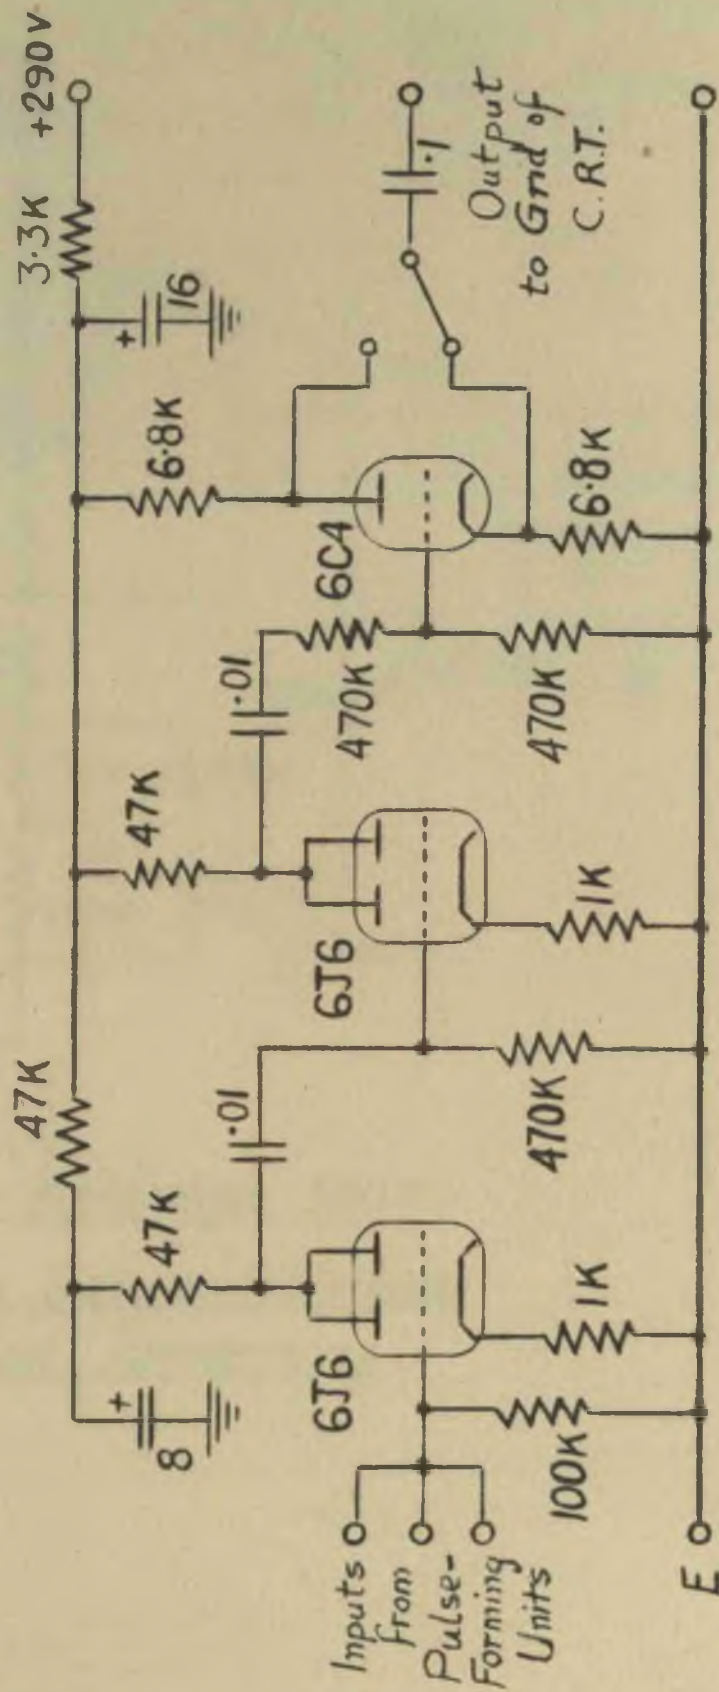 3.3K +290V
47K
16
6.8K
47K
47K
.01
.01
8
6J6
6J6
6C4
470K
6.8K
.1
Output
to Grid of
C.R.T.
Inputs
from
Pulse-
Forming
Units
100K
1K
470K
1K
470K
E